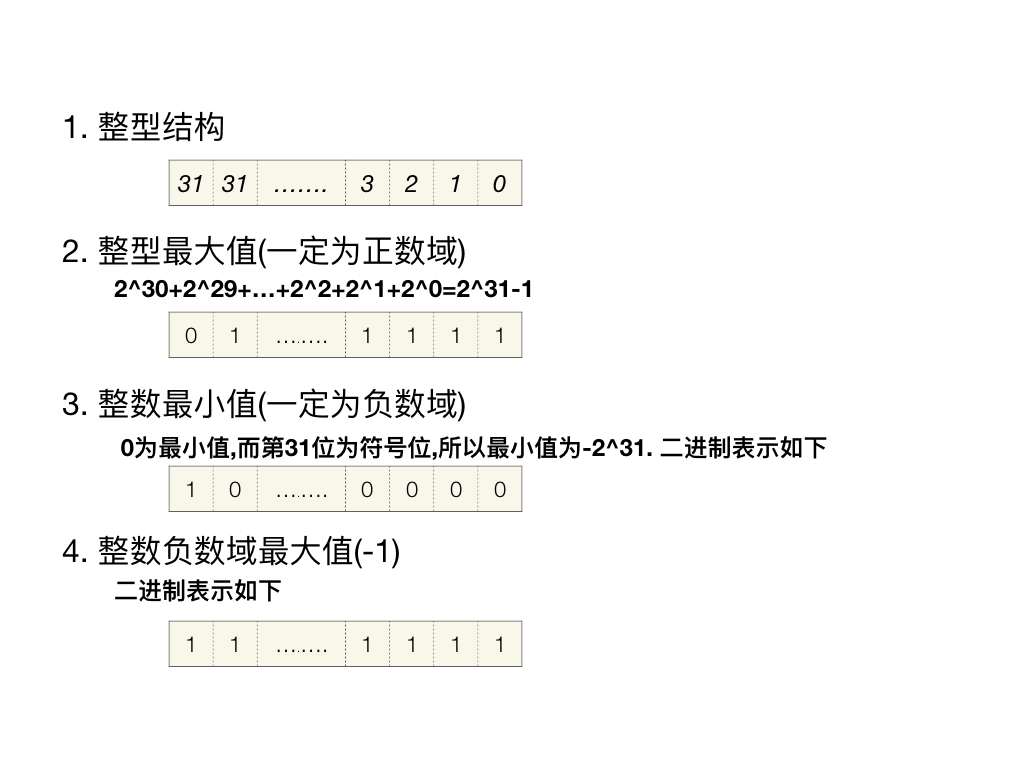 1. 整型结构
31 31 ……. 3 2 1 0
2. 整型最大值(一定为正数域)
2^30+2^29+…+2^2+2^1+2^0=2^31-1
0 1 …….. 1 1 1 1
3. 整数最小值(一定为负数域)
0为最小值,而第31位为符号位,所以最小值为-2^31. 二进制表示如下
1 0 …….. 0 0 0 0
4. 整数负数域最大值(-1)
二进制表示如下
1 1 …….. 1 1 1 1